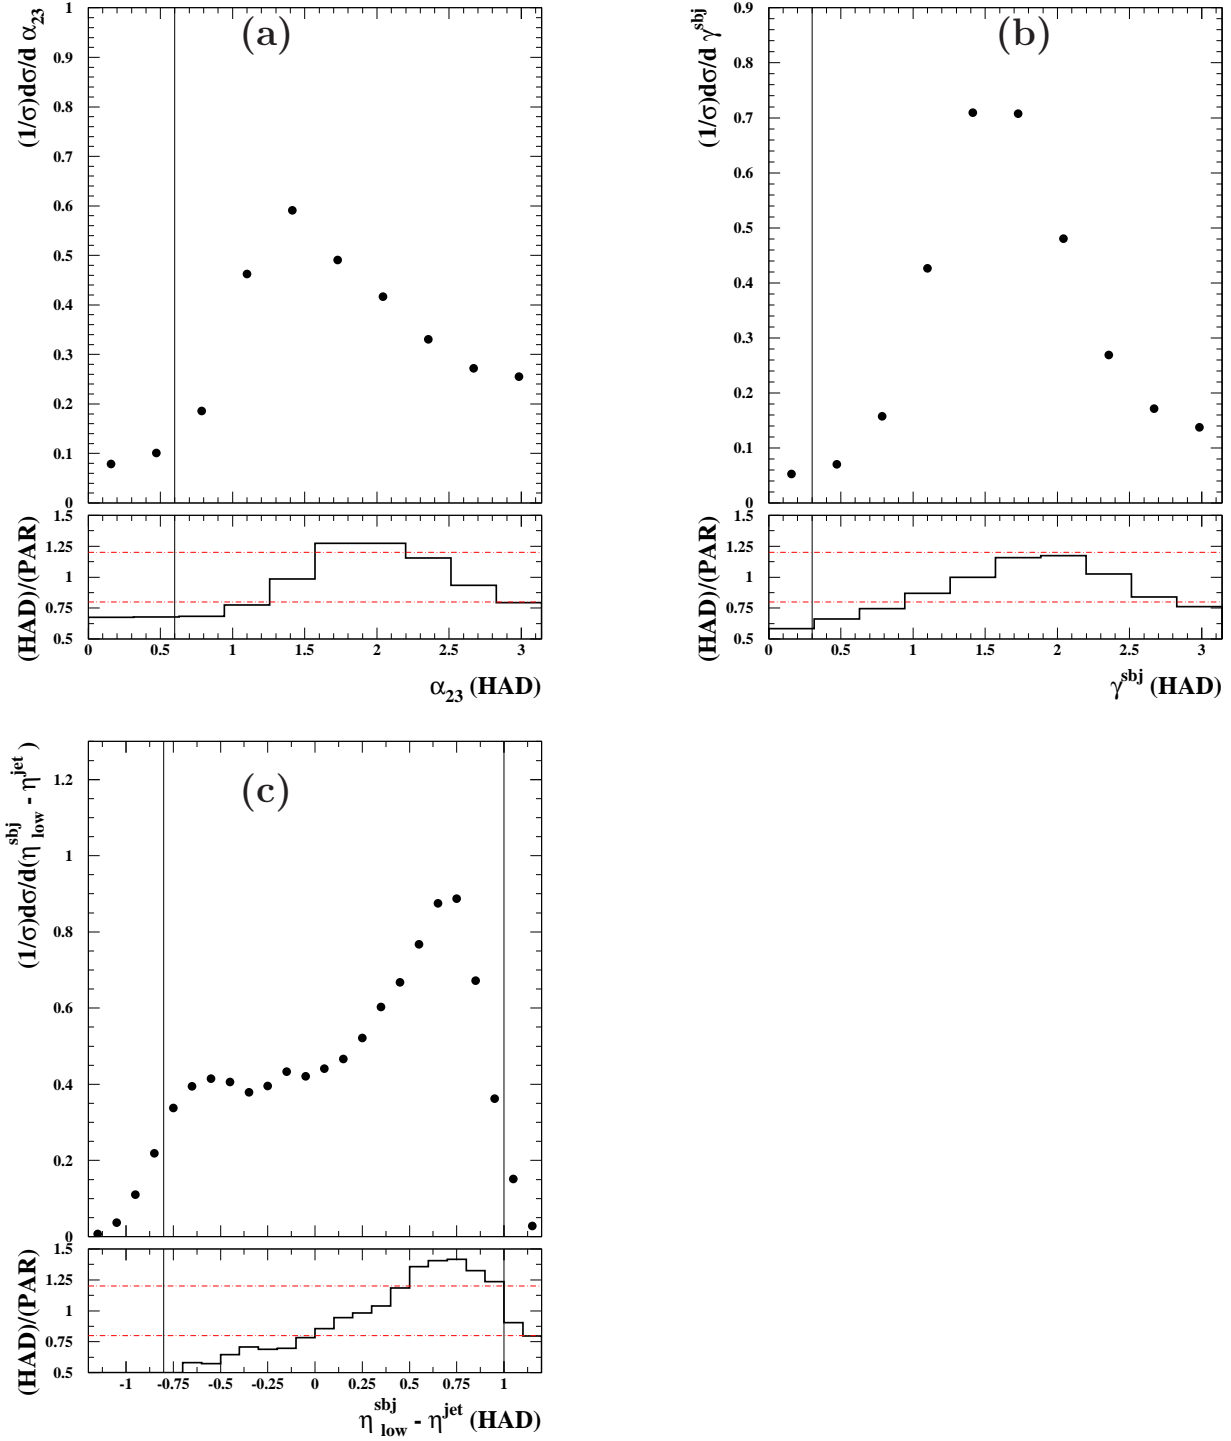 (a)
(1/σ)dσ/d α₂₃
1
0.9
0.8
0.7
0.6
0.5
0.4
0.3
0.2
0.1
0
(HAD)/(PAR)
1.5
1.25
1
0.75
0.5
0 0.5 1 1.5 2 2.5 3
α₂₃ (HAD)
(b)
(1/σ)dσ/d γ^sbj
0.9
0.8
0.7
0.6
0.5
0.4
0.3
0.2
0.1
0
(HAD)/(PAR)
1.5
1.25
1
0.75
0.5
0 0.5 1 1.5 2 2.5 3
γ^sbj (HAD)
(c)
(1/σ)dσ/d(η^sbj_low - η^jet)
1.2
1
0.8
0.6
0.4
0.2
0
(HAD)/(PAR)
1.5
1.25
1
0.75
0.5
-1 -0.75 -0.5 -0.25 0 0.25 0.5 0.75 1
η^sbj_low - η^jet (HAD)